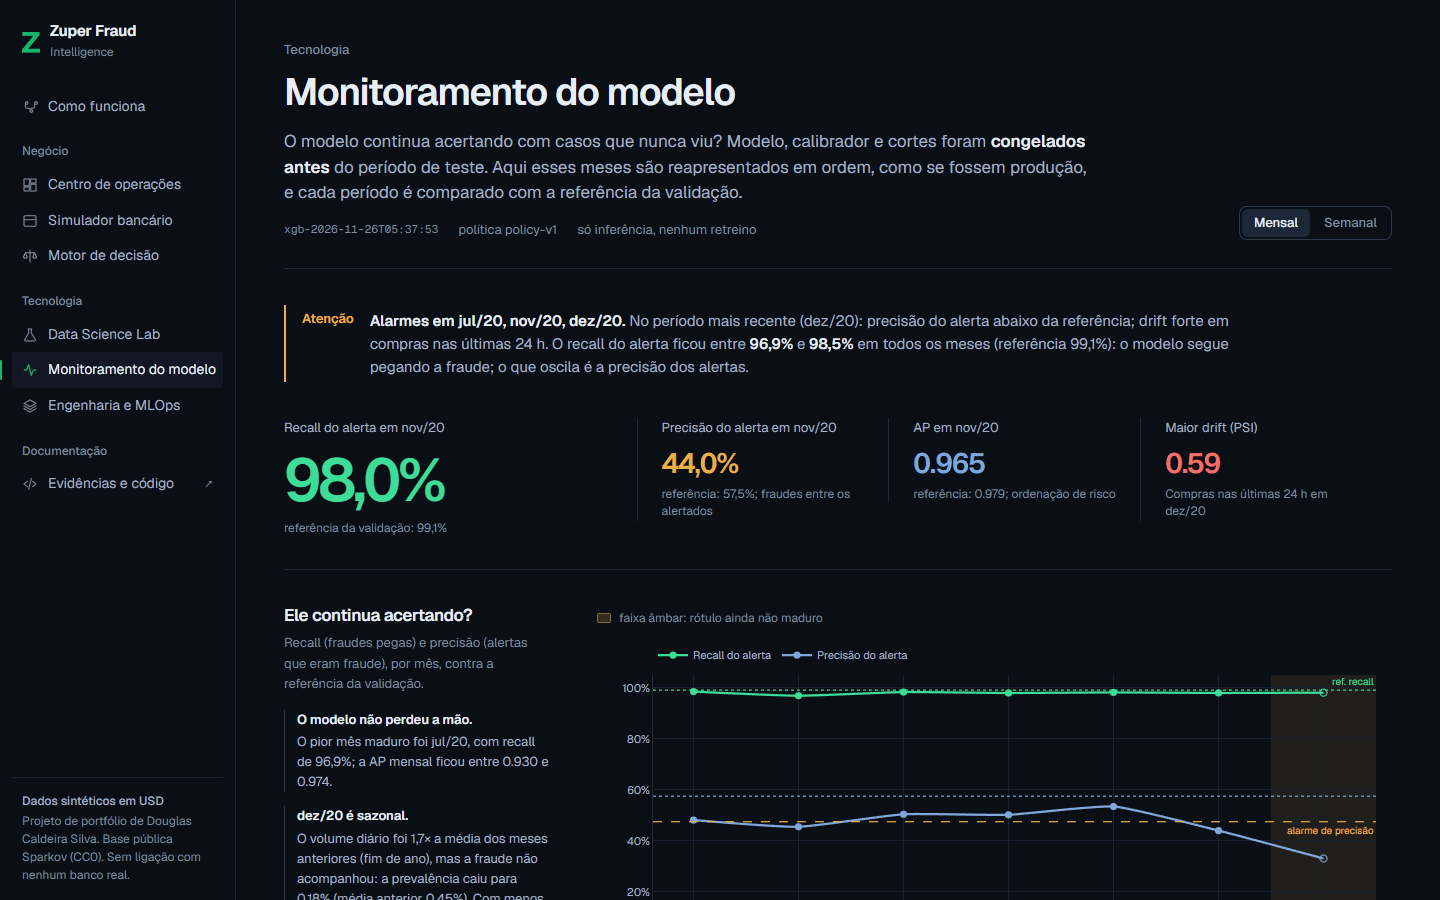 Zuper Fraud
Intelligence
Como funciona
Negócio
Centro de operações
Simulador bancário
Motor de decisão
Tecnologia
Data Science Lab
Monitoramento do modelo
Engenharia e MLOps
Documentação
Evidências e código ↗
Dados sintéticos em USD
Projeto de portfólio de Douglas
Caldeira Silva. Base pública
Sparkov (CC0). Sem ligação com
nenhum banco real.
Tecnologia
Monitoramento do modelo
O modelo continua acertando com casos que nunca viu? Modelo, calibrador e cortes foram congelados
antes do período de teste. Aqui esses meses são reapresentados em ordem, como se fossem produção,
e cada período é comparado com a referência da validação.
xgb-2026-11-26T05:37:53 política policy-v1 só inferência, nenhum retreino
Mensal Semanal
Atenção
Alarmes em jul/20, nov/20, dez/20. No período mais recente (dez/20): precisão do alerta abaixo da referência; drift forte em
compras nas últimas 24 h. O recall do alerta ficou entre 96,9% e 98,5% em todos os meses (referência 99,1%): o modelo segue
pegando a fraude; o que oscila é a precisão dos alertas.
Recall do alerta em nov/20
98,0%
referência da validação: 99,1%
Precisão do alerta em nov/20
44,0%
referência: 57,5%; fraudes entre os
alertados
AP em nov/20
0.965
referência: 0.979; ordenação de risco
Maior drift (PSI)
0.59
Compras nas últimas 24 h em
dez/20
Ele continua acertando?
Recall (fraudes pegas) e precisão (alertas
que eram fraude), por mês, contra a
referência da validação.
O modelo não perdeu a mão.
O pior mês maduro foi jul/20, com recall
de 96,9%; a AP mensal ficou entre 0.930 e
0.974.
dez/20 é sazonal.
O volume diário foi 1,7× a média dos meses
anteriores (fim de ano), mas a fraude não
acompanhou: a prevalência caiu para
0,18% (média anterior 0,45%). Com menos
faixa âmbar: rótulo ainda não maduro
Recall do alerta Precisão do alerta
ref. recall
100%
80%
60%
alarme de precisão
40%
20%